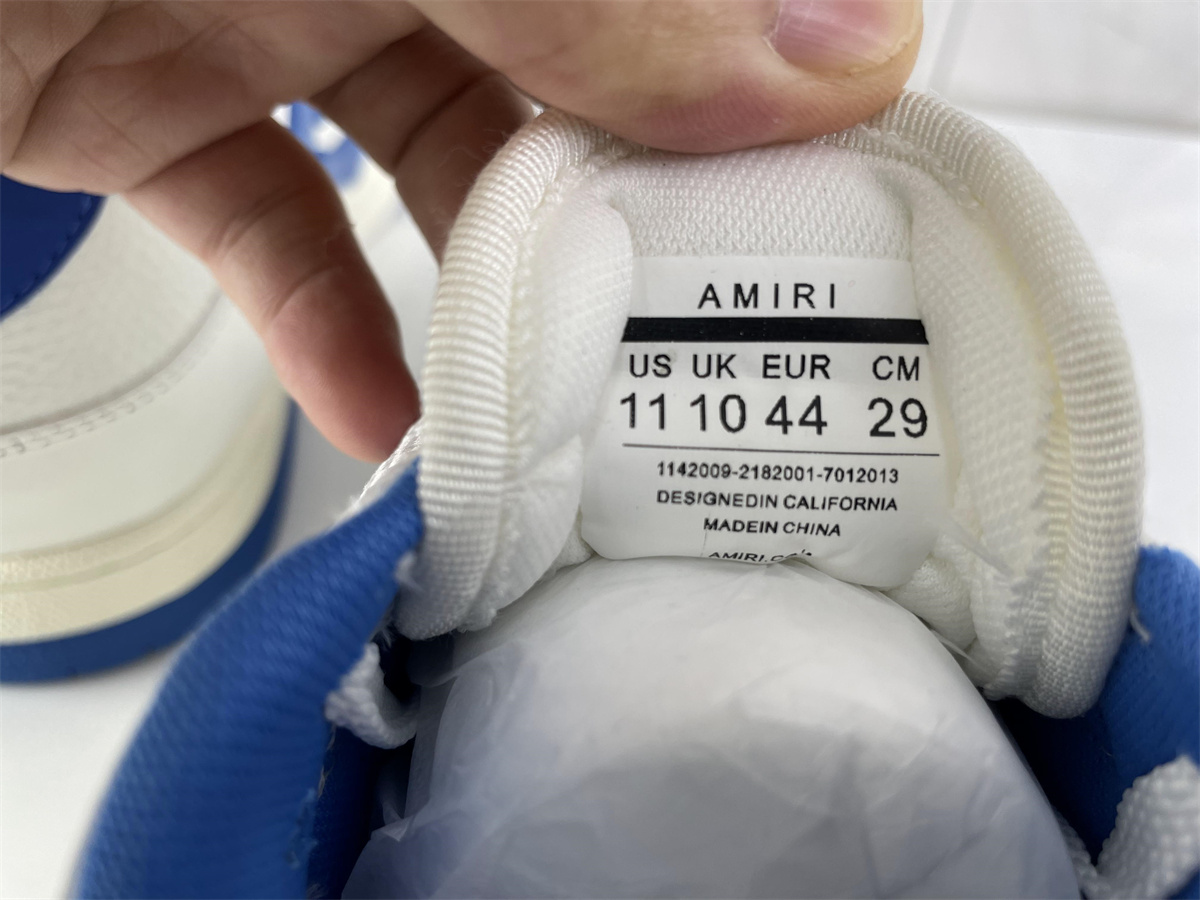 AMIRI
US UK EUR CM
11 10 44 29
1142009-2182001-7012013
DESIGNEDIN CALIFORNIA
MADEIN CHINA